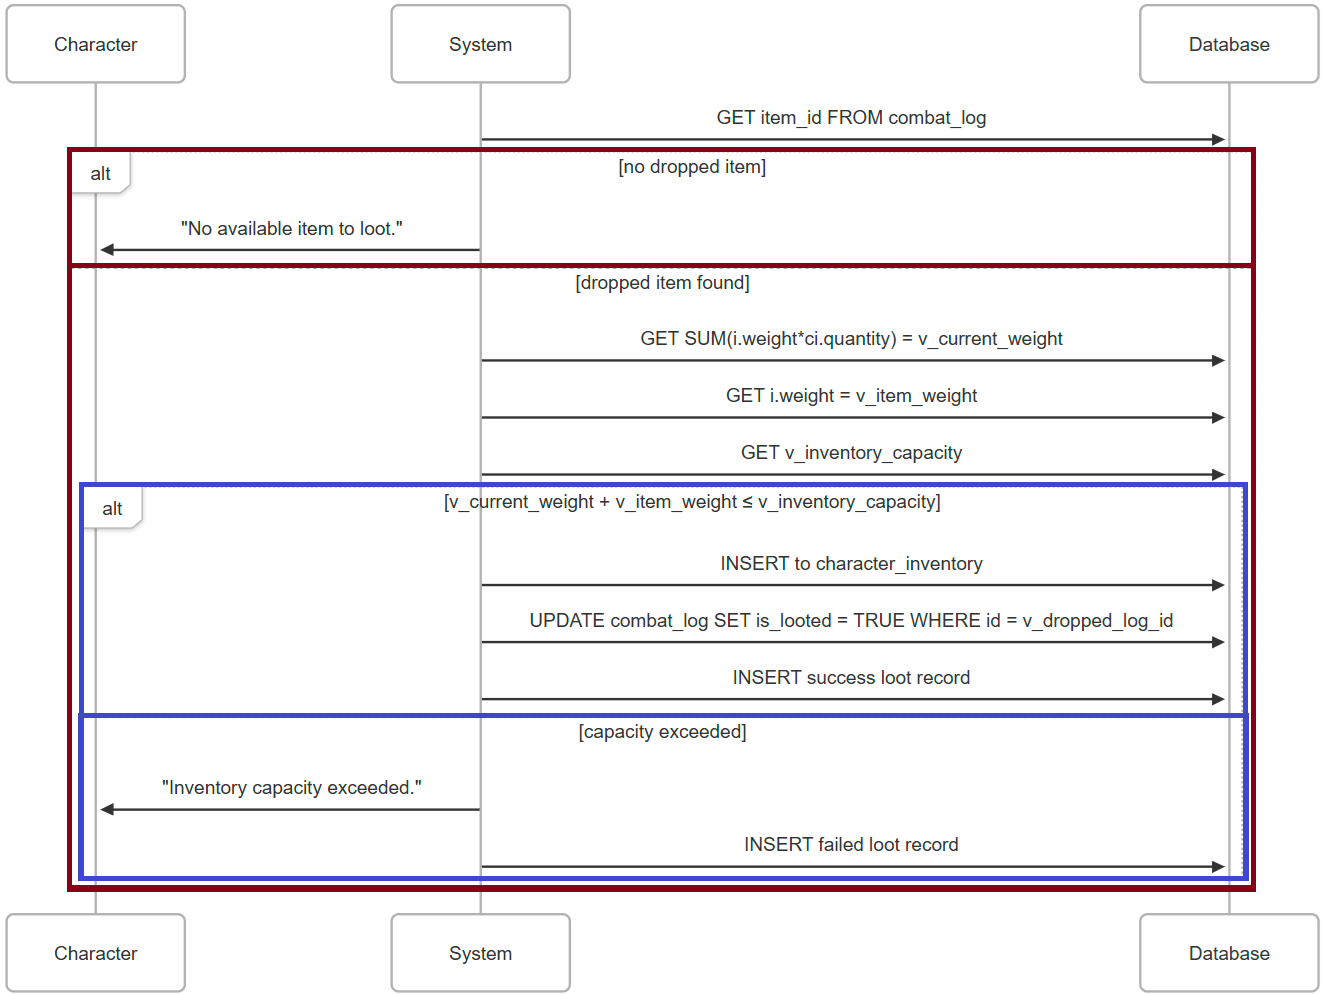 Character
System
Database
GET item_id FROM combat_log
alt
[no dropped item]
"No available item to loot."
[dropped item found]
GET SUM(i.weight*ci.quantity) = v_current_weight
GET i.weight = v_item_weight
GET v_inventory_capacity
alt
[v_current_weight + v_item_weight ≤ v_inventory_capacity]
INSERT to character_inventory
UPDATE combat_log SET is_looted = TRUE WHERE id = v_dropped_log_id
INSERT success loot record
[capacity exceeded]
"Inventory capacity exceeded."
INSERT failed loot record
Character
System
Database